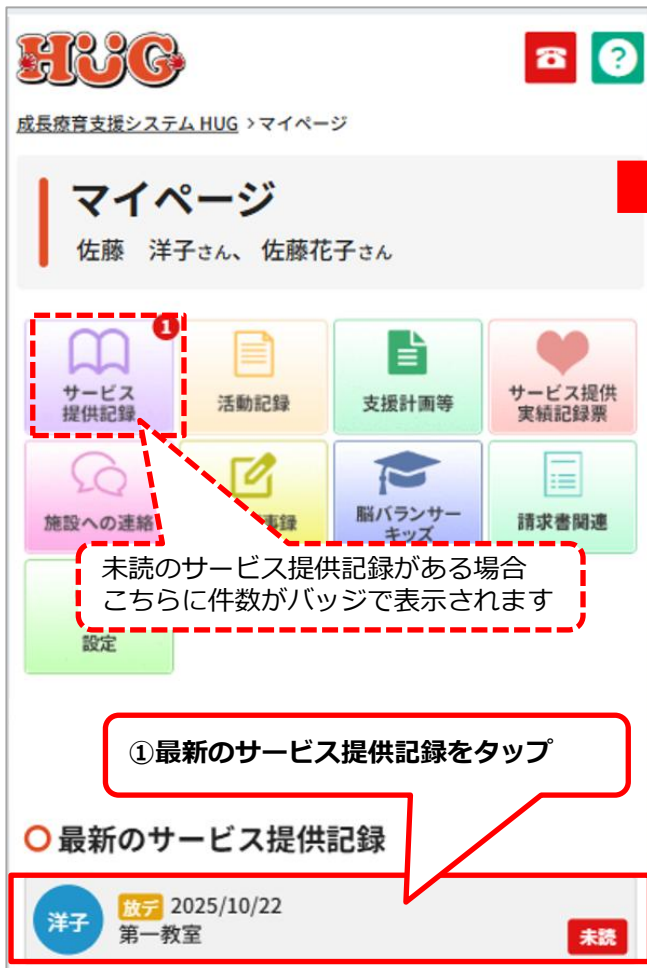 HUG
?
成長療育支援システム HUG >マイページ
マイページ
佐藤 洋子さん、佐藤花子さん
1
サービス
提供記録
活動記録
支援計画等
サービス提供
実績記録票
施設への連絡
事録
脳バランサー
キッズ
請求書関連
未読のサービス提供記録がある場合
こちらに件数がバッジで表示されます
設定
①最新のサービス提供記録をタップ
最新のサービス提供記録
洋子
放デ 2025/10/22
第一教室
未読